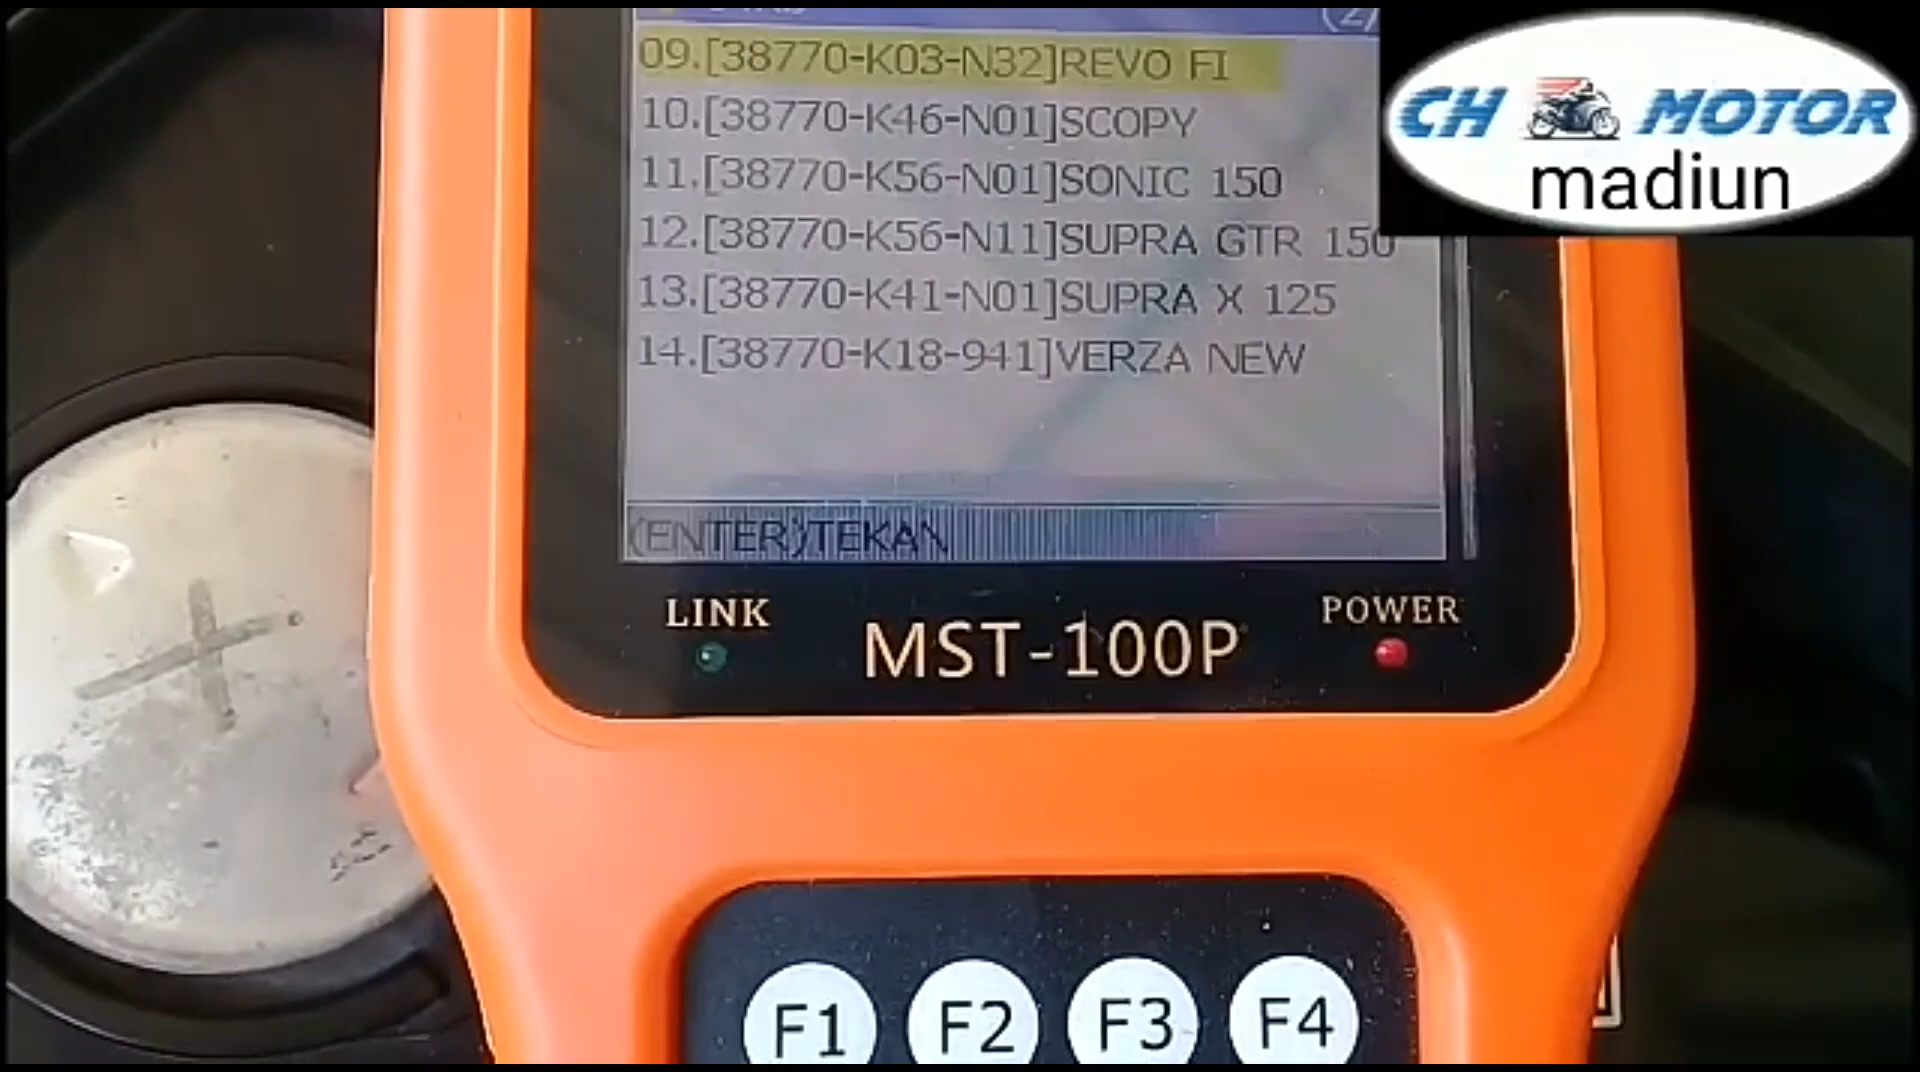 09.[38770-K03-N32]REVO FI
10.[38770-K46-N01]SCOPY
11.[38770-K56-N01]SONIC 150
12.[38770-K56-N11]SUPRA GTR 150
13.[38770-K41-N01]SUPRA X 125
14.[38770-K18-941]VERZA NEW
(ENTER)TEKAN
LINK
MST-100P
POWER
F1 F2 F3 F4
CH MOTOR
madiun